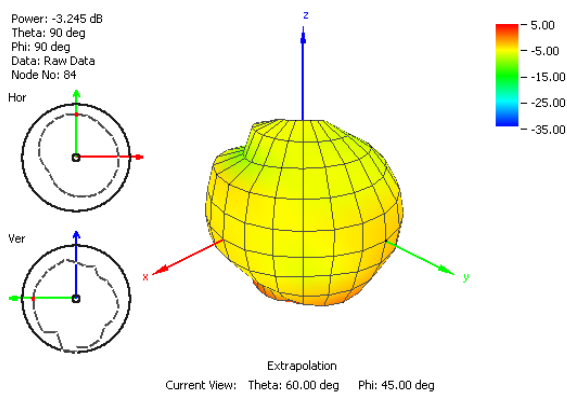 Power: -3.245 dB
Theta: 90 deg
Phi: 90 deg
Data: Raw Data
Node No: 84
Hor
Ver
z
x
y
5.00
-5.00
-15.00
-25.00
-35.00
Extrapolation
Current View: Theta: 60.00 deg Phi: 45.00 deg